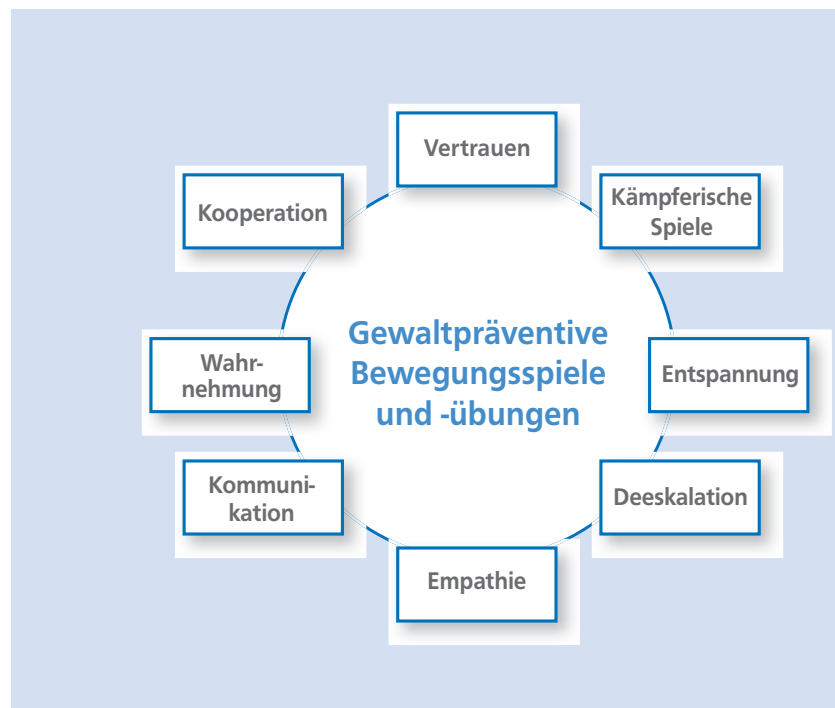 Vertrauen
Kämpferische
Spiele
Kooperation
Gewaltpräventive
Bewegungsspiele
und -übungen
Wahr-
nehmung
Entspannung
Kommuni-
kation
Deeskalation
Empathie